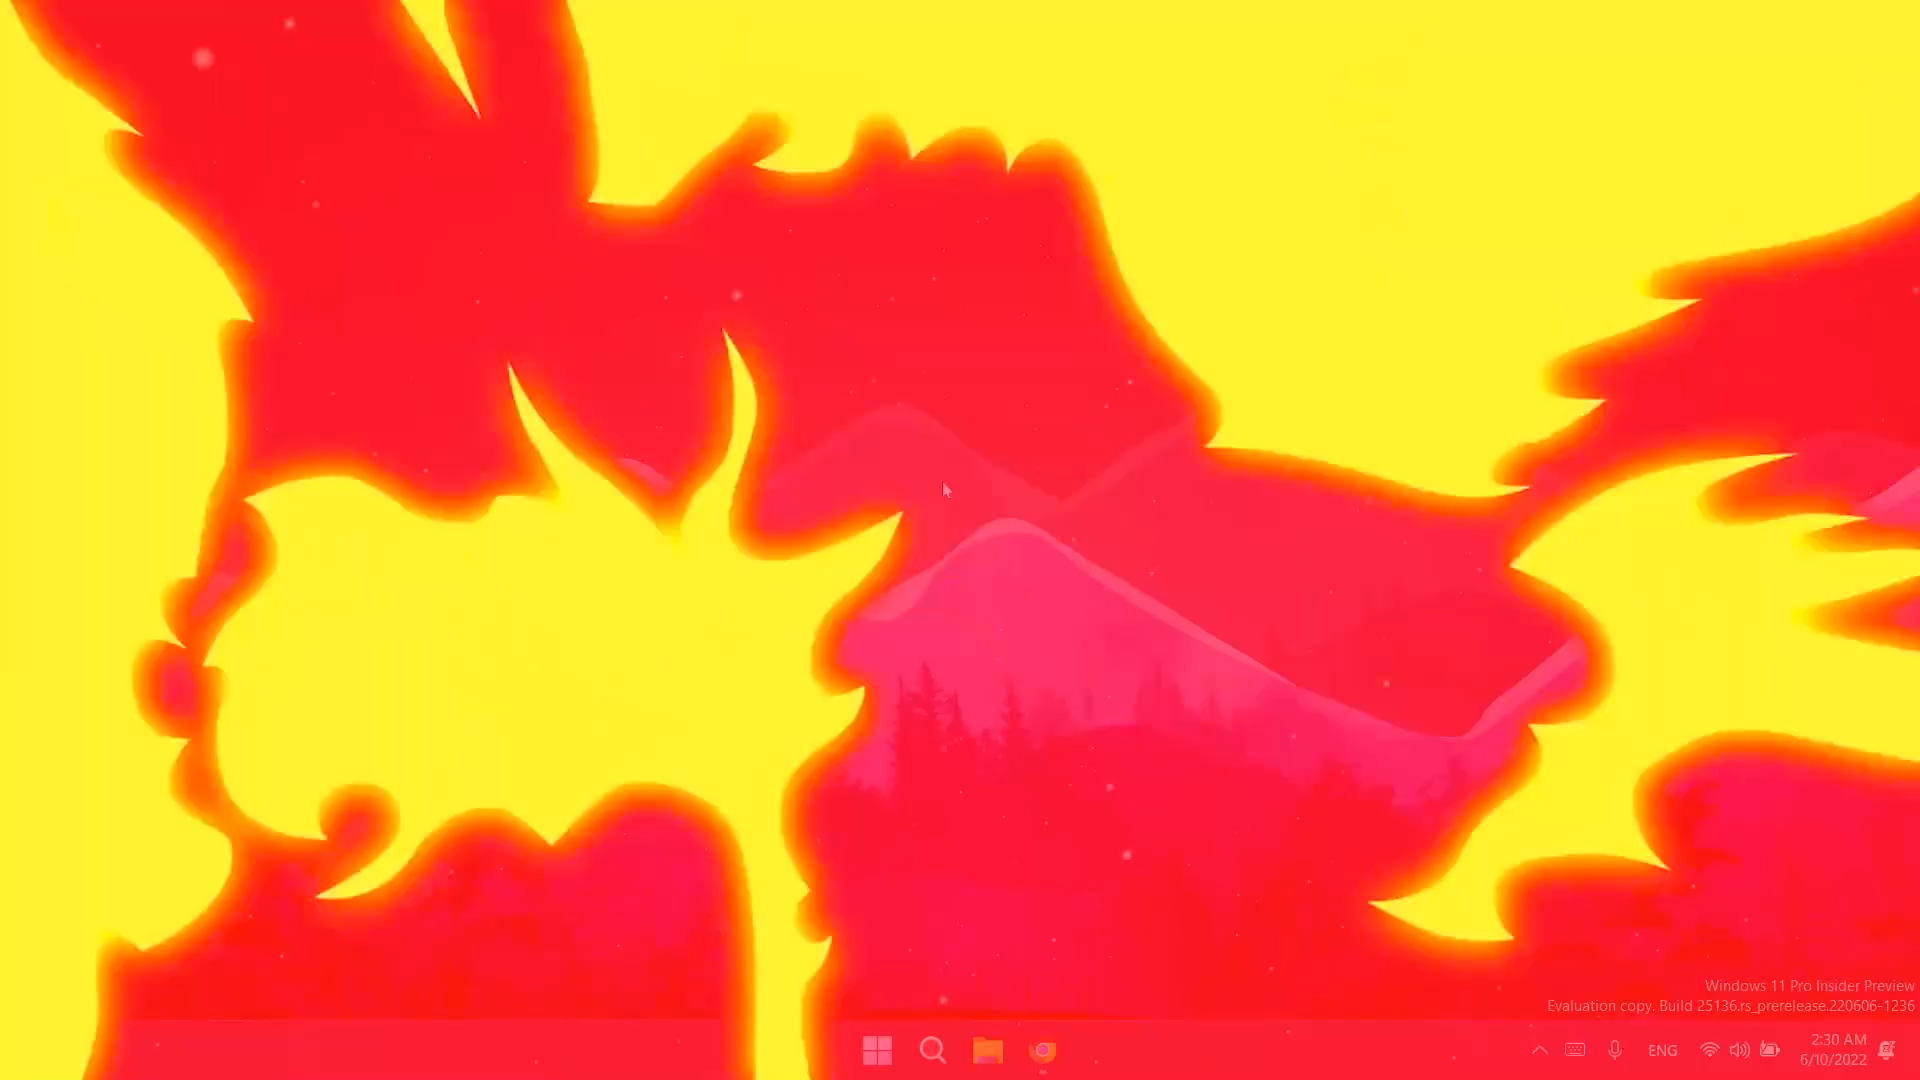 Windows 11 Pro Insider Preview
Evaluation copy. Build 25136.rs_prerelease.220606-1236
ENG
2:30 AM
6/10/2022